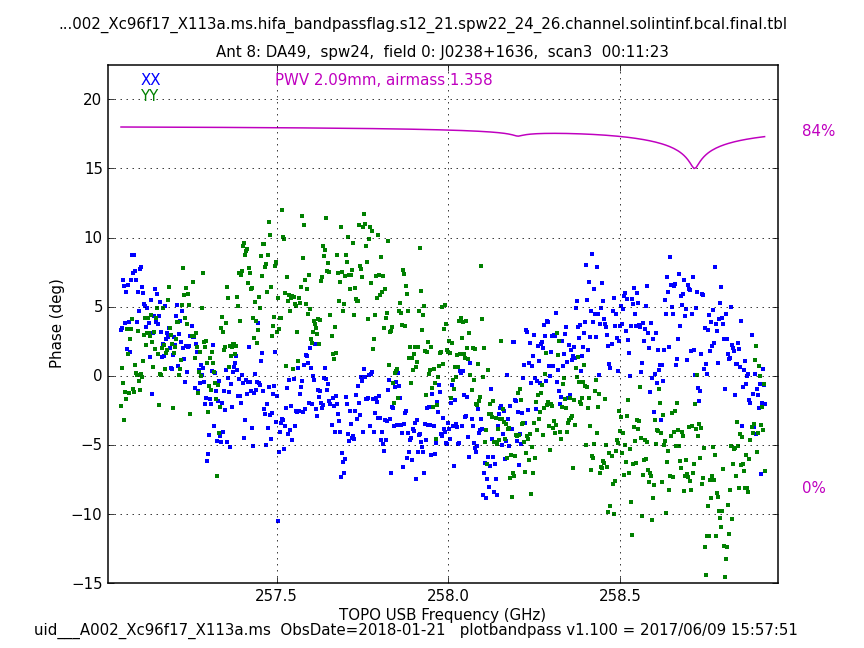 ...002_Xc96f17_X113a.ms.hifa_bandpassflag.s12_21.spw22_24_26.channel.solintinf.bcal.final.tbl
Ant 8: DA49, spw24, field 0: J0238+1636, scan3 00:11:23
XX
PWV 2.09mm, airmass 1.358
YY
20
84%
15
10
5
Phase (deg)
0
−5
0%
−10
−15
257.5
258.0
258.5
TOPO USB Frequency (GHz)
uid___A002_Xc96f17_X113a.ms ObsDate=2018-01-21 plotbandpass v1.100 = 2017/06/09 15:57:51